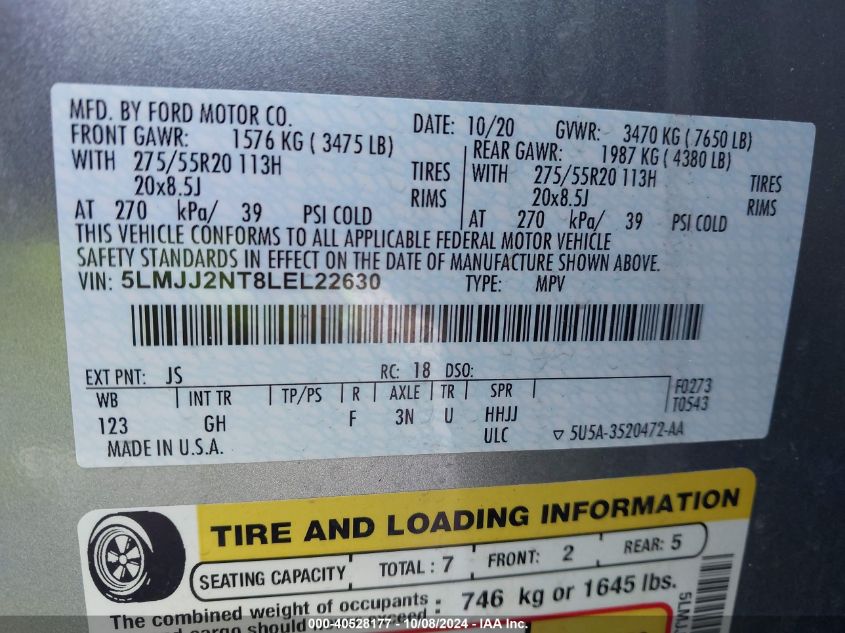 MFD. BY FORD MOTOR CO.
DATE: 10/20 GVWR: 3470 KG ( 7650 LB)
FRONT GAWR: 1576 KG ( 3475 LB)
REAR GAWR: 1987 KG ( 4380 LB)
WITH 275/55R20 113H TIRES
WITH 275/55R20 113H TIRES
20x8.5J RIMS
20x8.5J RIMS
AT 270 kPa/ 39 PSI COLD
AT 270 kPa/ 39 PSI COLD
THIS VEHICLE CONFORMS TO ALL APPLICABLE FEDERAL MOTOR VEHICLE
SAFETY STANDARDS IN EFFECT ON THE DATE OF MANUFACTURE SHOWN ABOVE.
VIN: 5LMJJ2NT8LEL22630 TYPE: MPV
EXT PNT: JS RC: 18 DSO:
WB INT TR TP/PS R AXLE TR SPR F0273
T0543
123 GH F 3N U HHJJ
MADE IN U.S.A. ULC 5U5A-3520472-AA
TIRE AND LOADING INFORMATION
SEATING CAPACITY TOTAL : 7 FRONT: 2 REAR: 5
The combined weight of occupants : 746 kg or 1645 lbs.
cargo should
5LMJ
000-40528177 - 10/08/2024 - IAA Inc.